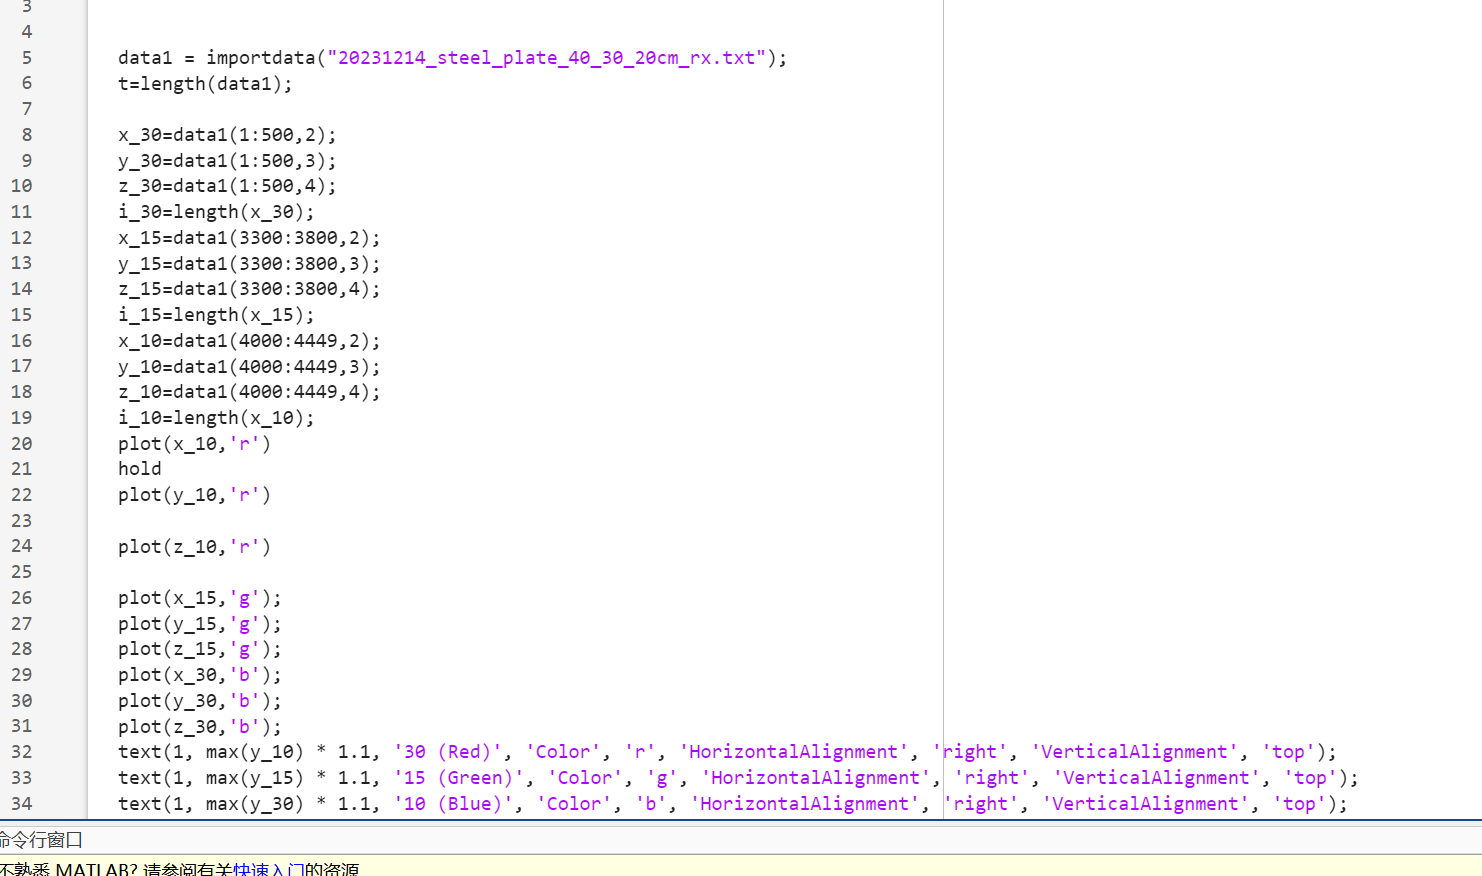 3
4
5 data1 = importdata("20231214_steel_plate_40_30_20cm_rx.txt");
6 t=length(data1);
7
8 x_30=data1(1:500,2);
9 y_30=data1(1:500,3);
10 z_30=data1(1:500,4);
11 i_30=length(x_30);
12 x_15=data1(3300:3800,2);
13 y_15=data1(3300:3800,3);
14 z_15=data1(3300:3800,4);
15 i_15=length(x_15);
16 x_10=data1(4000:4449,2);
17 y_10=data1(4000:4449,3);
18 z_10=data1(4000:4449,4);
19 i_10=length(x_10);
20 plot(x_10,'r')
21 hold
22 plot(y_10,'r')
23
24 plot(z_10,'r')
25
26 plot(x_15,'g');
27 plot(y_15,'g');
28 plot(z_15,'g');
29 plot(x_30,'b');
30 plot(y_30,'b');
31 plot(z_30,'b');
32 text(1, max(y_10) * 1.1, '30 (Red)', 'Color', 'r', 'HorizontalAlignment', 'right', 'VerticalAlignment', 'top');
33 text(1, max(y_15) * 1.1, '15 (Green)', 'Color', 'g', 'HorizontalAlignment', 'right', 'VerticalAlignment', 'top');
34 text(1, max(y_30) * 1.1, '10 (Blue)', 'Color', 'b', 'HorizontalAlignment', 'right', 'VerticalAlignment', 'top');
命令行窗口
不熟悉 MATLAB? 请参阅有关快速入门的资源